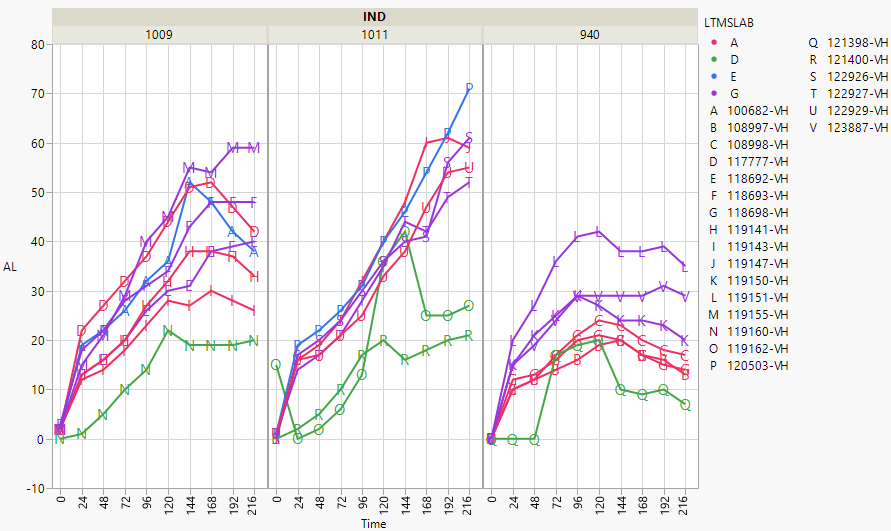 IND
1009 1011 940
80
70
60
50
40
30
20
10
0
-10
AL
0 24 48 72 96 120 144 168 192 216 0 24 48 72 96 120 144 168 192 216 0 24 48 72 96 120 144 168 192 216
Time
LTMSLAB
A
D
E
G
A 100682-VH
B 108997-VH
C 108998-VH
D 117777-VH
E 118692-VH
F 118693-VH
G 118698-VH
H 119141-VH
I 119143-VH
J 119147-VH
K 119150-VH
L 119151-VH
M 119155-VH
N 119160-VH
O 119162-VH
P 120503-VH
Q 121398-VH
R 121400-VH
S 122926-VH
T 122927-VH
U 122929-VH
V 123887-VH